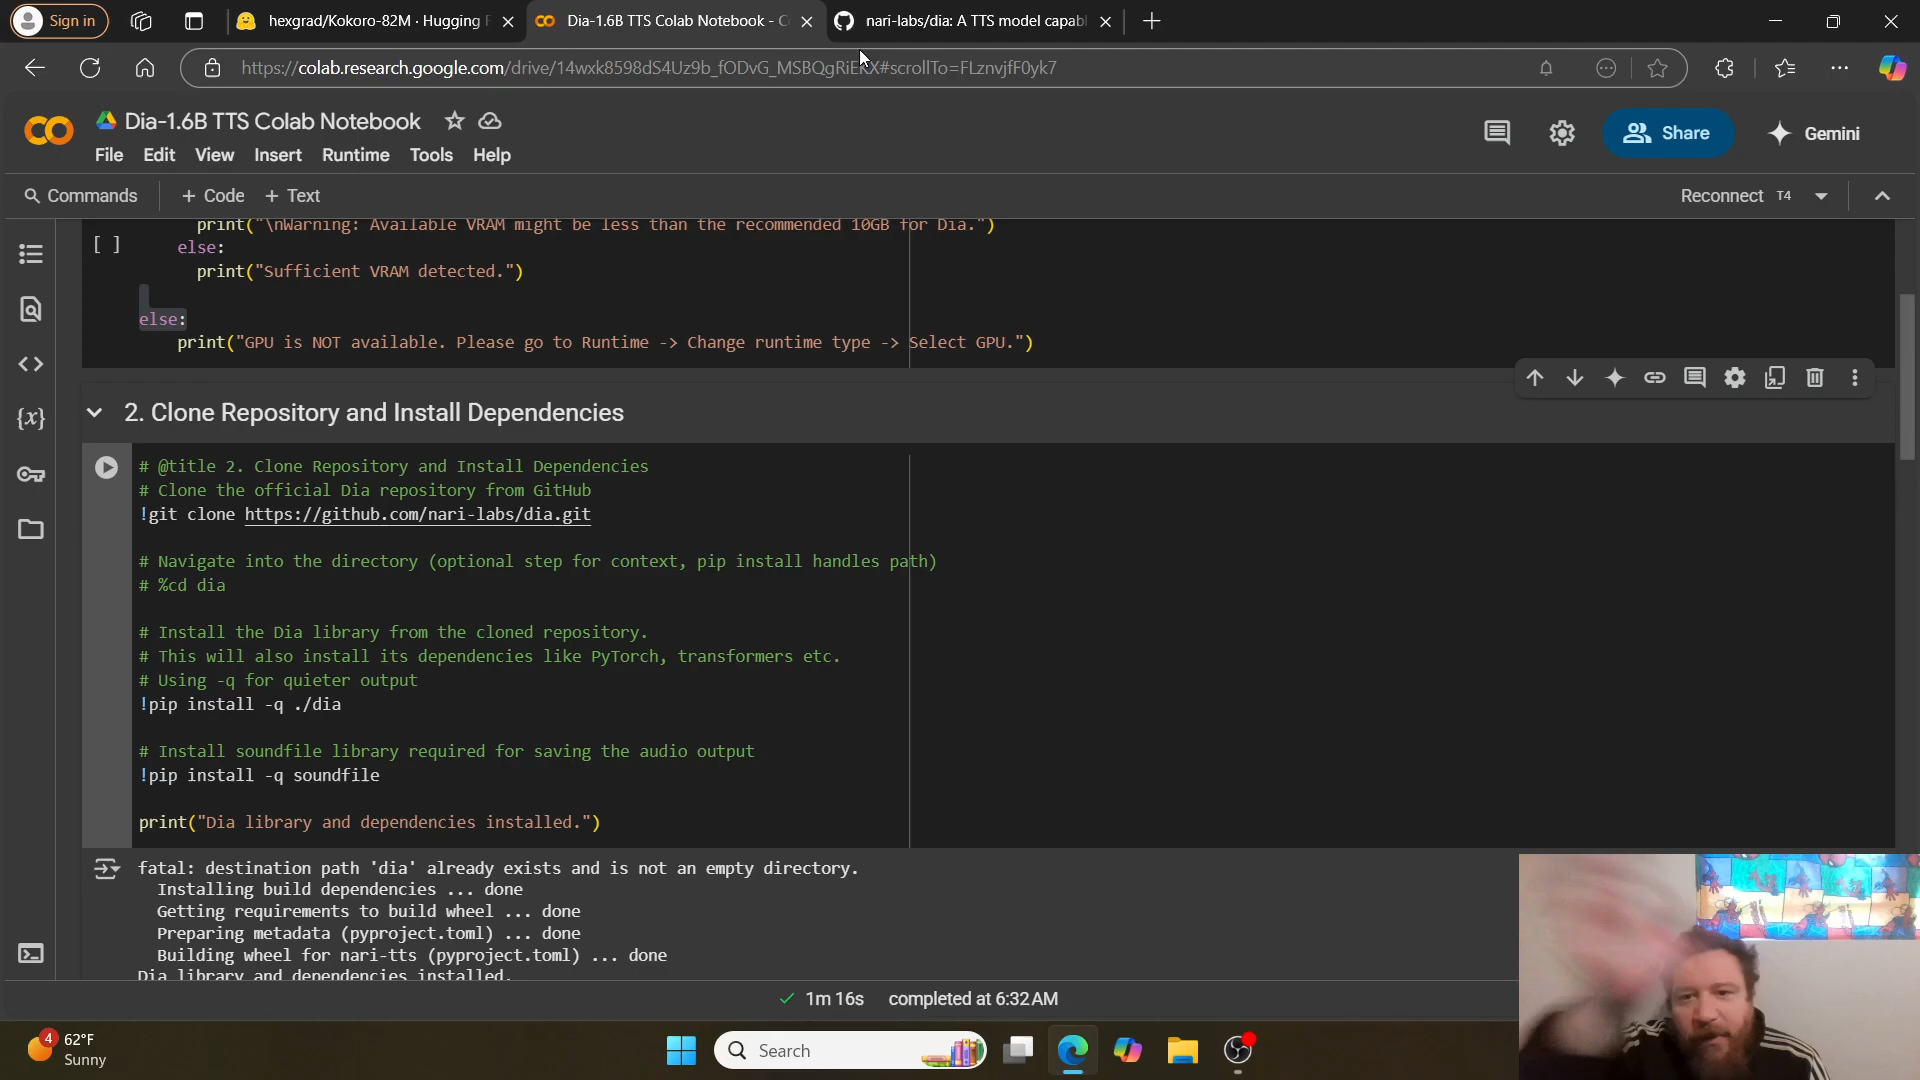 Sign in
hexgrad/Kokoro-82M · Hugging F
Dia-1.6B TTS Colab Notebook - C
nari-labs/dia: A TTS model capabl
https://colab.research.google.com/drive/14wxk8598dS4Uz9b_fODvG_MSBQgRiEKX#scrollTo=FLznvjfF0yk7
Dia-1.6B TTS Colab Notebook
Share
Gemini
File Edit View Insert Runtime Tools Help
Commands + Code + Text
Reconnect T4
print("\nWarning: Available VRAM might be less than the recommended 10GB for Dia.")
[ ] else:
print("Sufficient VRAM detected.")
else:
print("GPU is NOT available. Please go to Runtime -> Change runtime type -> Select GPU.")
2. Clone Repository and Install Dependencies
# @title 2. Clone Repository and Install Dependencies
# Clone the official Dia repository from GitHub
!git clone https://github.com/nari-labs/dia.git
# Navigate into the directory (optional step for context, pip install handles path)
# %cd dia
# Install the Dia library from the cloned repository.
# This will also install its dependencies like PyTorch, transformers etc.
# Using -q for quieter output
!pip install -q ./dia
# Install soundfile library required for saving the audio output
!pip install -q soundfile
print("Dia library and dependencies installed.")
fatal: destination path 'dia' already exists and is not an empty directory.
Installing build dependencies ... done
Getting requirements to build wheel ... done
Preparing metadata (pyproject.toml) ... done
Building wheel for nari-tts (pyproject.toml) ... done
Dia library and dependencies installed.
1m 16s completed at 6:32 AM
4
62°F
Sunny
Search